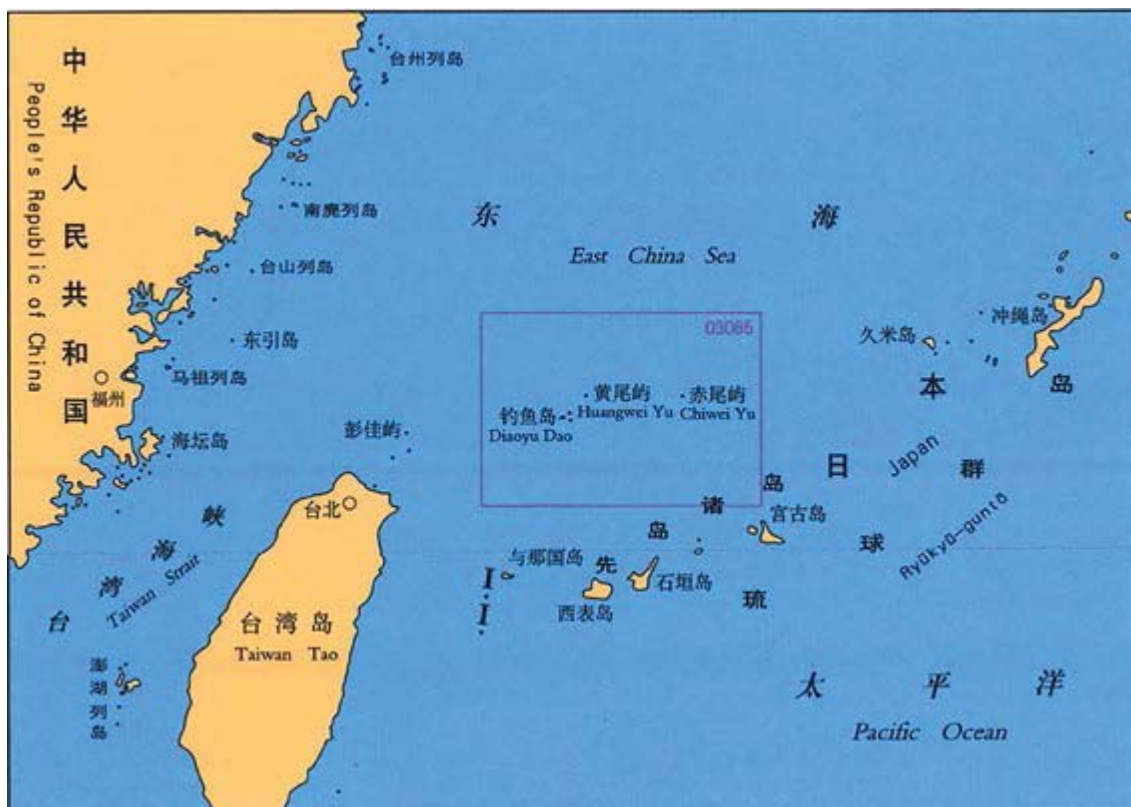 中华人民共和国
People's Republic of China
台州列岛
南麂列岛
台山列岛
东引岛
马祖列岛
福州
海坛岛
彭佳屿
东海
East China Sea
03065
黄尾屿
Huangwei Yu
赤尾屿
Chiwei Yu
钓鱼岛
Diaoyu Dao
冲绳岛
久米岛
日本
Japan
琉球群岛
Ryūkyū-guntō
先岛诸岛
宫古岛
石垣岛
西表岛
与那国岛
台北
台湾岛
Taiwan Tao
台湾海峡
Taiwan Strait
澎湖列岛
太平洋
Pacific Ocean